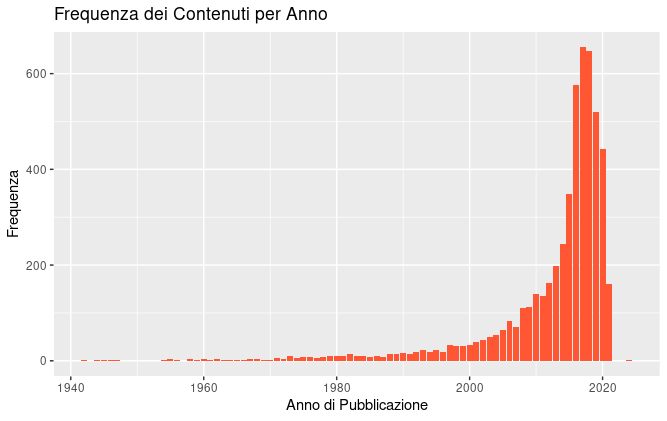 Frequenza dei Contenuti per Anno
Frequenza
600
400
200
0
1940 1960 1980 2000 2020
Anno di Pubblicazione